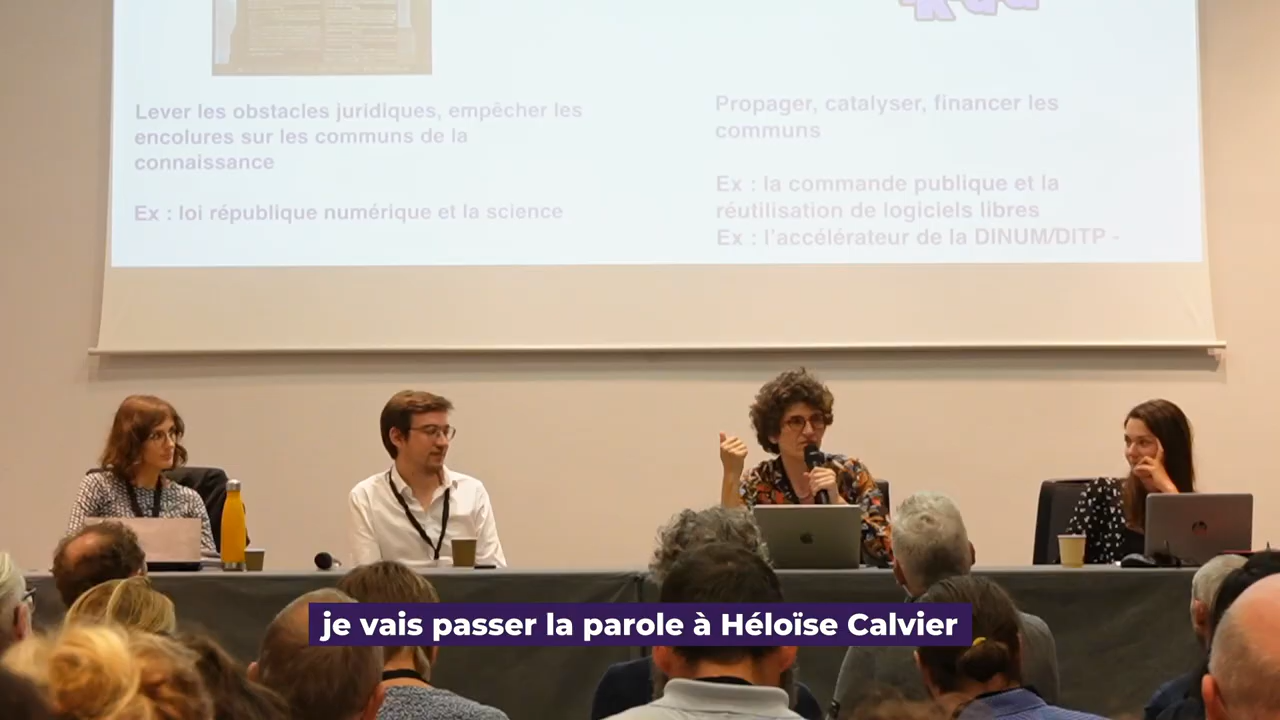 Lever les obstacles juridiques, empêcher les
encolures sur les communs de la
connaissance
Ex : loi république numérique et la science
Propager, catalyser, financer les
communs
Ex : la commande publique et la
réutilisation de logiciels libres
Ex : l'accélérateur de la DINUM/DITP -
je vais passer la parole à Héloïse Calvier